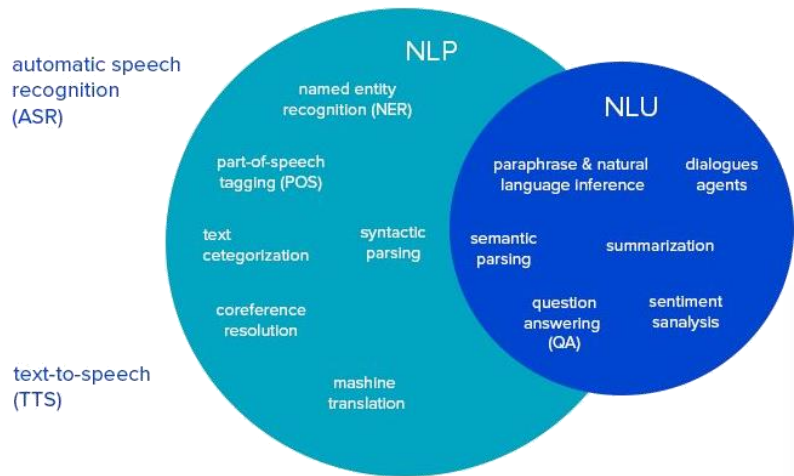 automatic speech
recognition
(ASR)
text-to-speech
(TTS)
NLP
named entity
recognition (NER)
part-of-speech
tagging (POS)
text
cetegorization
syntactic
parsing
coreference
resolution
mashine
translation
NLU
paraphrase & natural
language inference
dialogues
agents
semantic
parsing
summarization
question
answering
(QA)
sentiment
sanalysis